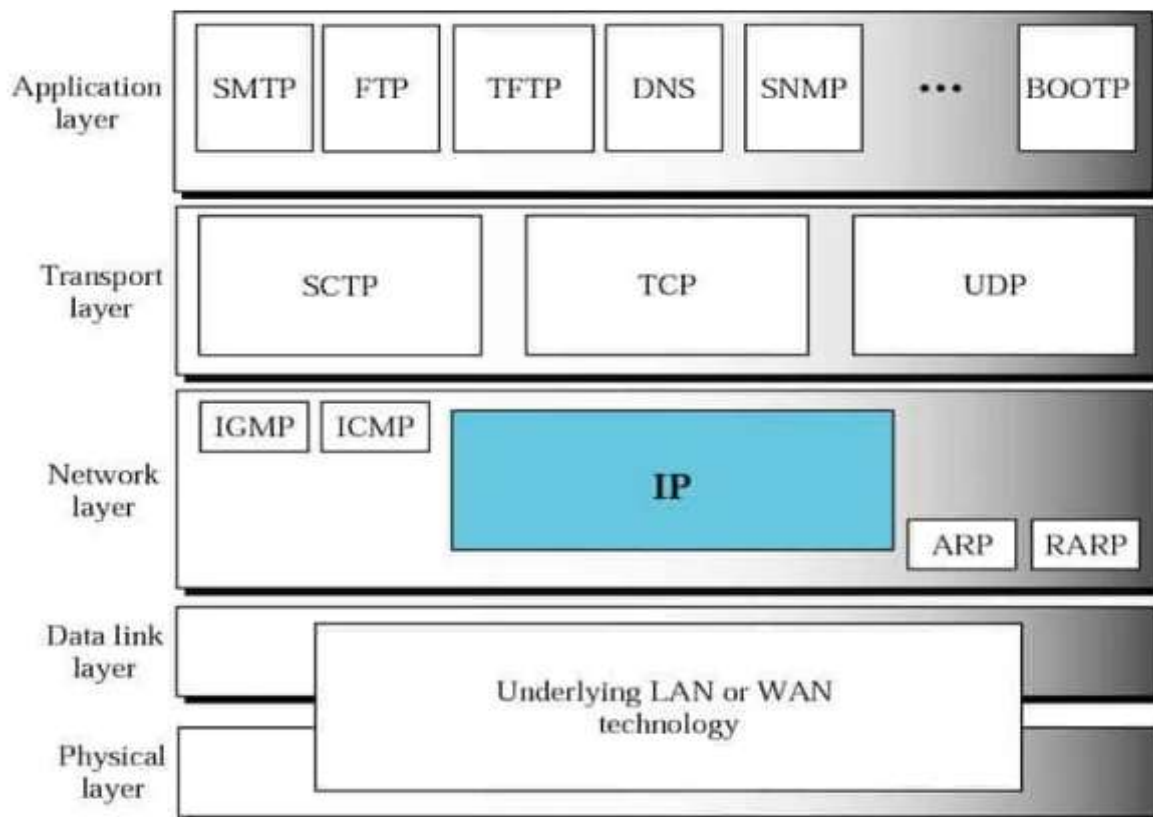 Application
layer
SMTP
FTP
TFTP
DNS
SNMP
•••
BOOTP
Transport
layer
SCTP
TCP
UDP
Network
layer
IGMP
ICMP
IP
ARP
RARP
Data link
layer
Underlying LAN or WAN
technology
Physical
layer